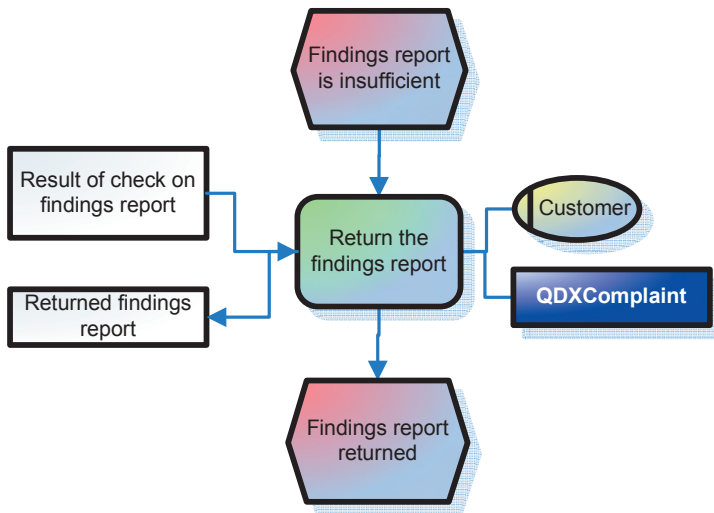 Findings report
is insufficient
Result of check on
findings report
Return the
findings report
Customer
QDXComplaint
Returned findings
report
Findings report
returned